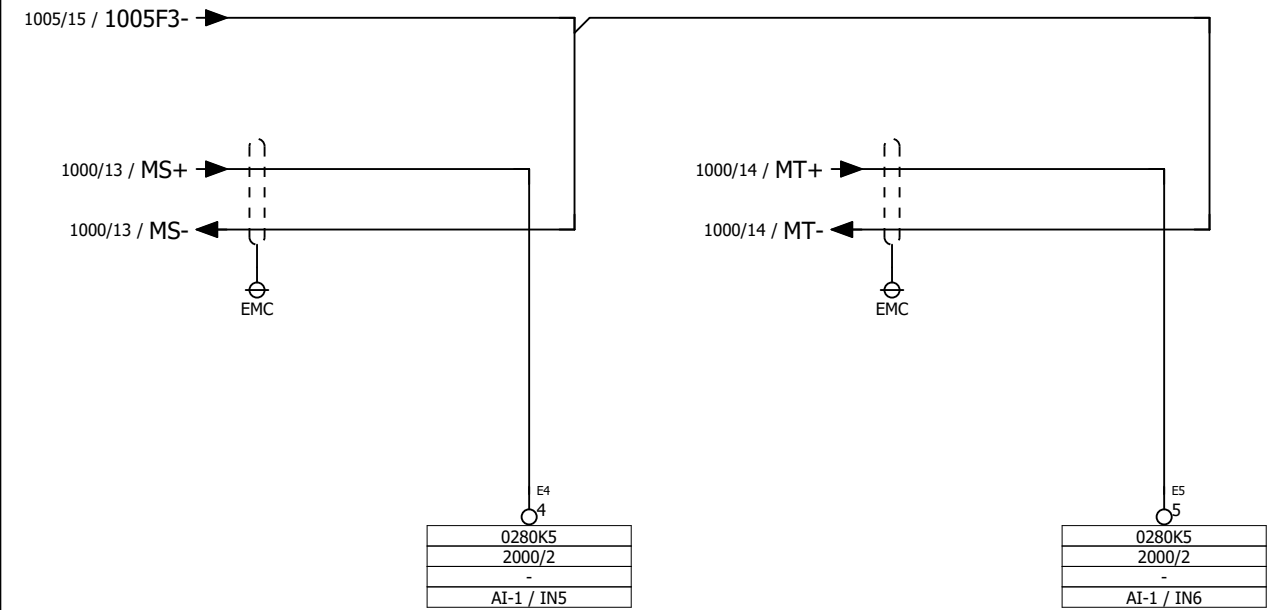 1005/15 / 1005F3-
1000/13 / MS+
1000/14 / MT+
1000/13 / MS-
1000/14 / MT-
EMC
EMC
E4
4
E5
5
0280K5
2000/2
-
AI-1 / IN5
0280K5
2000/2
-
AI-1 / IN6